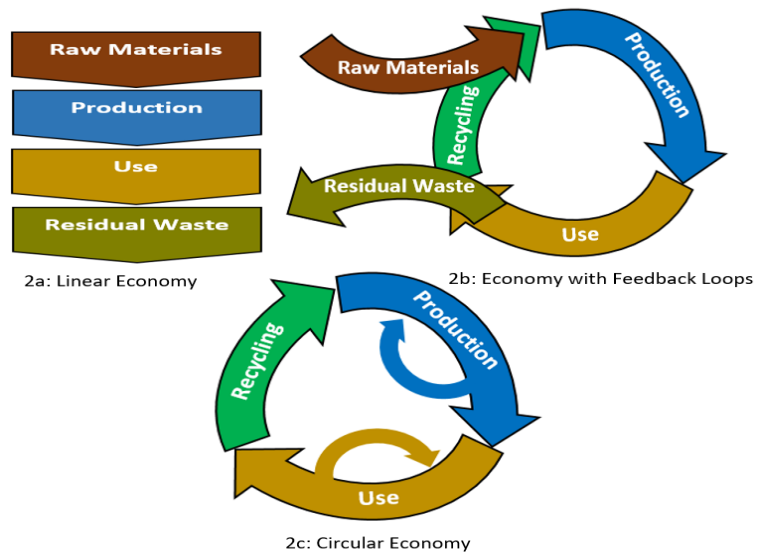 Raw Materials
Production
Use
Residual Waste
2a: Linear Economy
Raw Materials
Production
Recycling
Residual Waste
Use
2b: Economy with Feedback Loops
Production
Recycling
Use
2c: Circular Economy